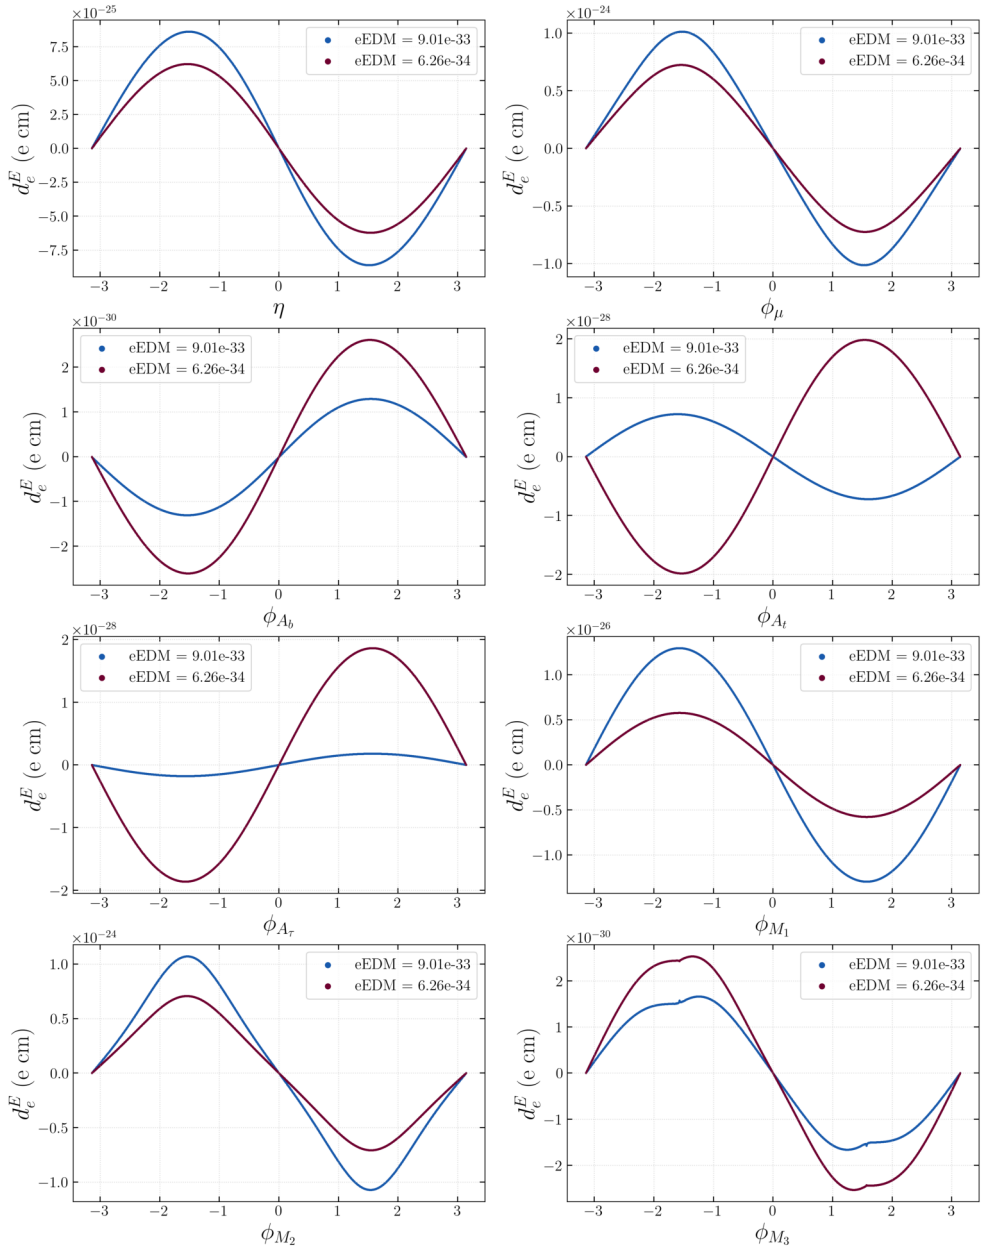 ×10−25
7.5
5.0
2.5
0.0
−2.5
−5.0
−7.5
d_e^E (e cm)
eEDM = 9.01e-33
eEDM = 6.26e-34
−3 −2 −1 0 1 2 3
η
×10−24
1.0
0.5
0.0
−0.5
−1.0
d_e^E (e cm)
eEDM = 9.01e-33
eEDM = 6.26e-34
−3 −2 −1 0 1 2 3
ϕ_μ
×10−30
2
1
0
−1
−2
d_e^E (e cm)
eEDM = 9.01e-33
eEDM = 6.26e-34
−3 −2 −1 0 1 2 3
ϕ_{A_b}
×10−28
2
1
0
−1
−2
d_e^E (e cm)
eEDM = 9.01e-33
eEDM = 6.26e-34
−3 −2 −1 0 1 2 3
ϕ_{A_t}
×10−28
2
1
0
−1
−2
d_e^E (e cm)
eEDM = 9.01e-33
eEDM = 6.26e-34
−3 −2 −1 0 1 2 3
ϕ_{A_τ}
×10−26
1.0
0.5
0.0
−0.5
−1.0
d_e^E (e cm)
eEDM = 9.01e-33
eEDM = 6.26e-34
−3 −2 −1 0 1 2 3
ϕ_{M_1}
×10−24
1.0
0.5
0.0
−0.5
−1.0
d_e^E (e cm)
eEDM = 9.01e-33
eEDM = 6.26e-34
−3 −2 −1 0 1 2 3
ϕ_{M_2}
×10−30
2
1
0
−1
−2
d_e^E (e cm)
eEDM = 9.01e-33
eEDM = 6.26e-34
−3 −2 −1 0 1 2 3
ϕ_{M_3}